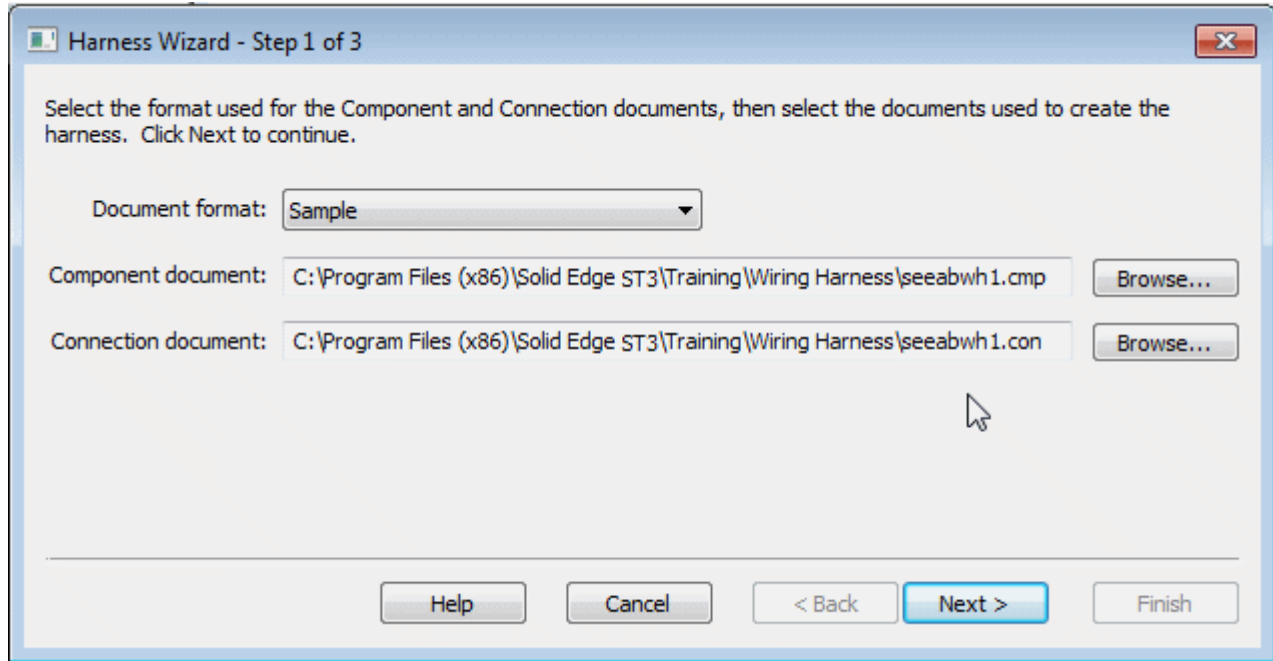 Harness Wizard - Step 1 of 3
Select the format used for the Component and Connection documents, then select the documents used to create the
harness. Click Next to continue.
Document format: Sample
Component document: C:\Program Files (x86)\Solid Edge ST3\Training\Wiring Harness\seeabwh1.cmp Browse...
Connection document: C:\Program Files (x86)\Solid Edge ST3\Training\Wiring Harness\seeabwh1.con Browse...
Help Cancel < Back Next > Finish